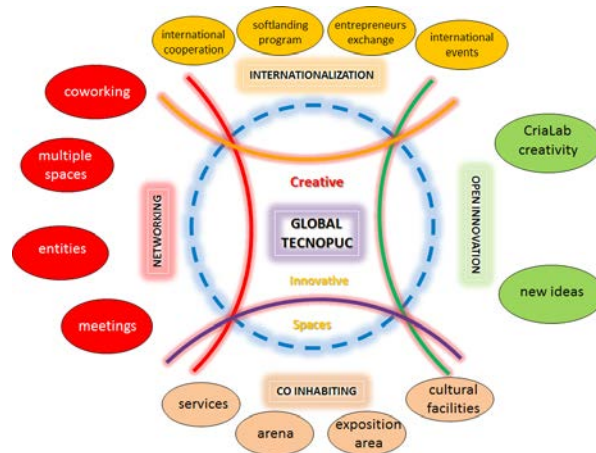 international
cooperation
softlanding
program
entrepreneurs
exchange
international
events
INTERNATIONALIZATION
coworking
multiple
spaces
entities
meetings
NETWORKING
Creative
GLOBAL
TECNOPUC
Innovative
Spaces
OPEN INNOVATION
CriaLab
creativity
new ideas
CO INHABITING
services
arena
exposition
area
cultural
facilities